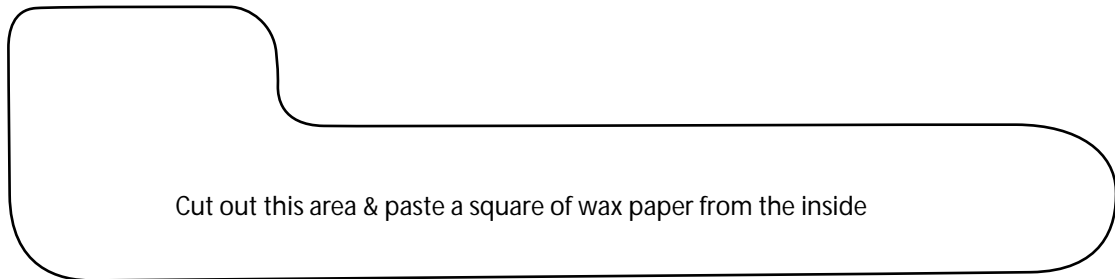 Cut out this area & paste a square of wax paper from the inside